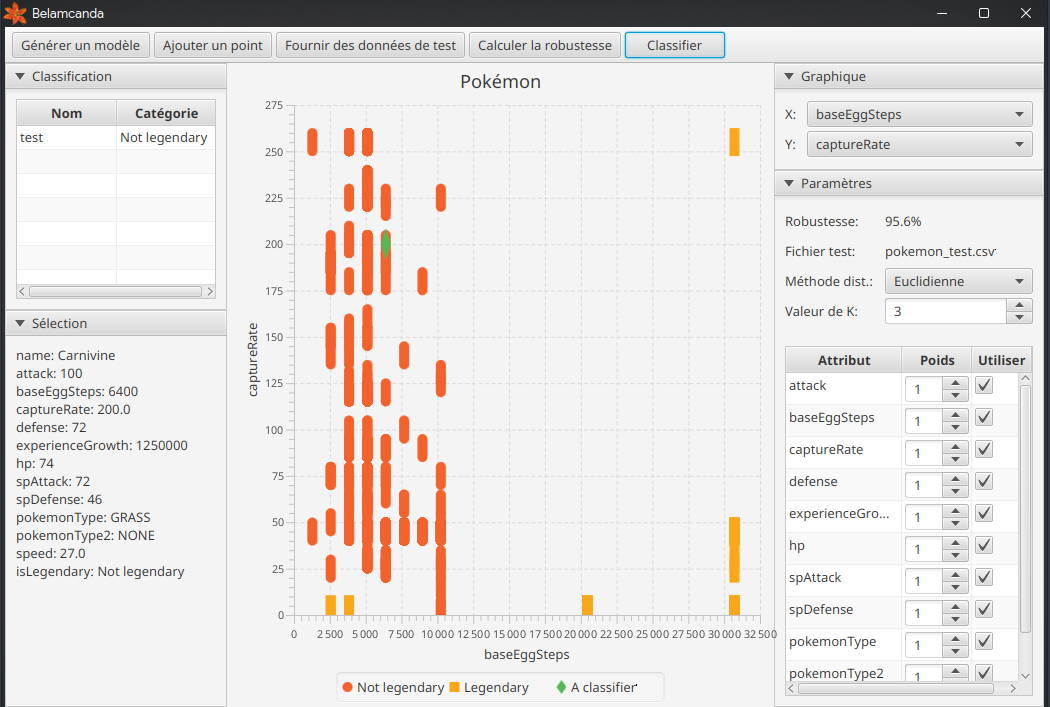 Belamcanda
Générer un modèle
Ajouter un point
Fournir des données de test
Calculer la robustesse
Classifier
Classification
Nom Catégorie
test Not legendary
Sélection
name: Carnivine
attack: 100
baseEggSteps: 6400
captureRate: 200.0
defense: 72
experienceGrowth: 1250000
hp: 74
spAttack: 72
spDefense: 46
pokemonType: GRASS
pokemonType2: NONE
speed: 27.0
isLegendary: Not legendary
Pokémon
captureRate
275
250
225
200
175
150
125
100
75
50
25
0
0 2 500 5 000 7 500 10 000 12 500 15 000 17 500 20 000 22 500 25 000 27 500 30 000 32 500
baseEggSteps
Not legendary Legendary A classifier
Graphique
X: baseEggSteps
Y: captureRate
Paramètres
Robustesse: 95.6%
Fichier test: pokemon_test.csv
Méthode dist.: Euclidienne
Valeur de K: 3
Attribut Poids Utiliser
attack 1
baseEggSteps 1
captureRate 1
defense 1
experienceGro... 1
hp 1
spAttack 1
spDefense 1
pokemonType 1
pokemonType2 1